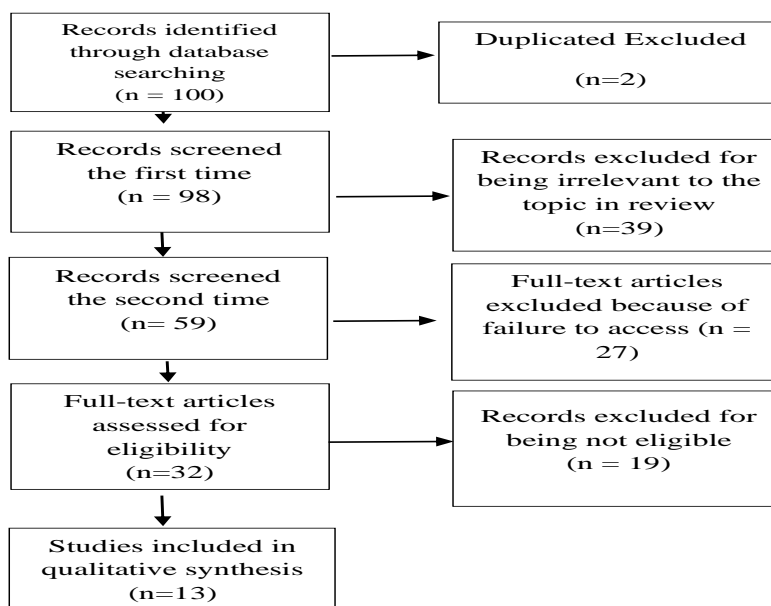 Records identified
through database
searching
(n = 100)
Duplicated Excluded
(n=2)
Records screened
the first time
(n = 98)
Records excluded for
being irrelevant to the
topic in review
(n=39)
Records screened
the second time
(n= 59)
Full-text articles
excluded because of
failure to access (n =
27)
Full-text articles
assessed for
eligibility
(n=32)
Records excluded for
being not eligible
(n = 19)
Studies included in
qualitative synthesis
(n=13)